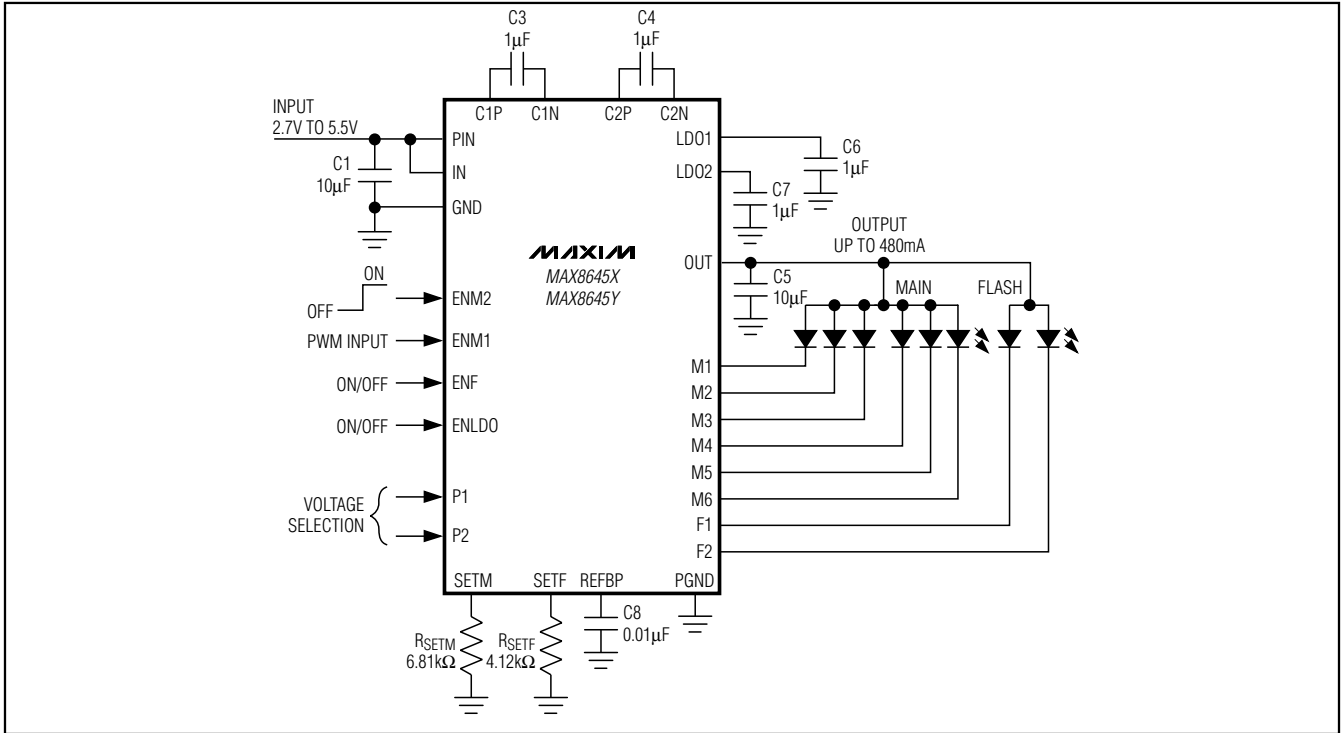 C3
1µF
C4
1µF
INPUT
2.7V TO 5.5V
C1P
C1N
C2P
C2N
PIN
IN
GND
C1
10µF
LDO1
LDO2
C6
1µF
C7
1µF
OUTPUT
UP TO 480mA
MAXIM
MAX8645X
MAX8645Y
OUT
C5
10µF
MAIN
FLASH
ON
OFF
ENM2
PWM INPUT
ENM1
ON/OFF
ENF
ON/OFF
ENLDO
VOLTAGE
SELECTION
P1
P2
M1
M2
M3
M4
M5
M6
F1
F2
SETM
SETF
REFBP
PGND
RSETM
6.81kΩ
RSETF
4.12kΩ
C8
0.01µF